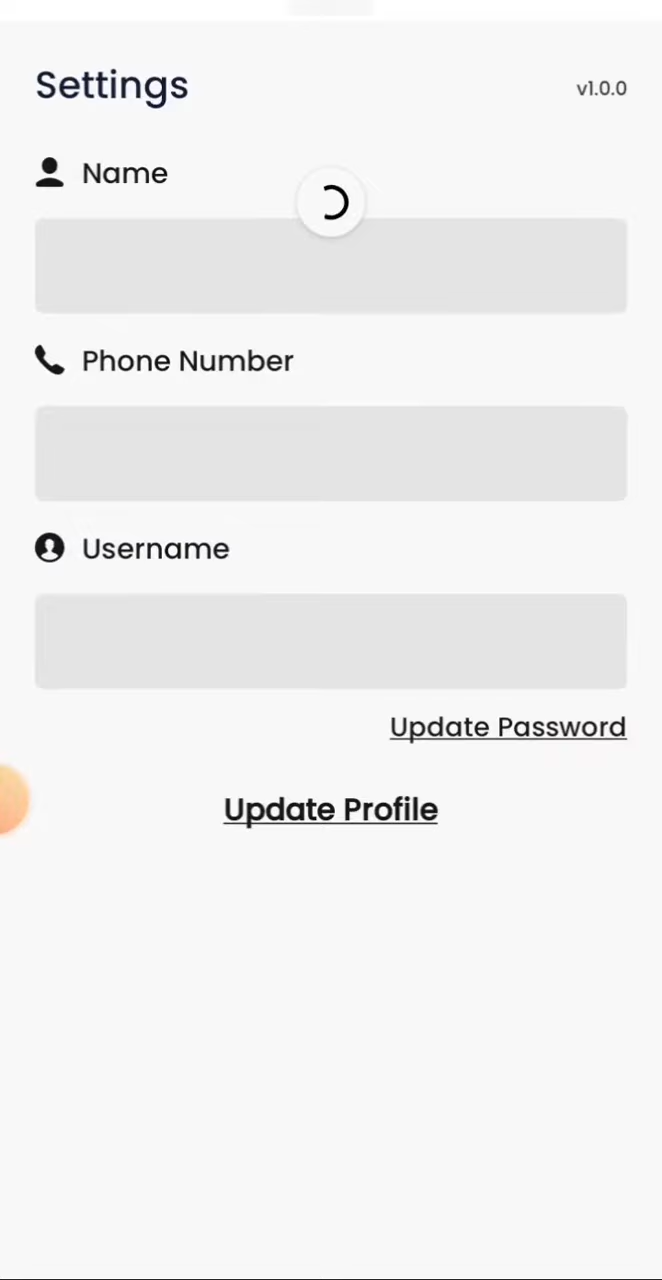 Settings
v1.0.0
Name
Phone Number
Username
Update Password
Update Profile